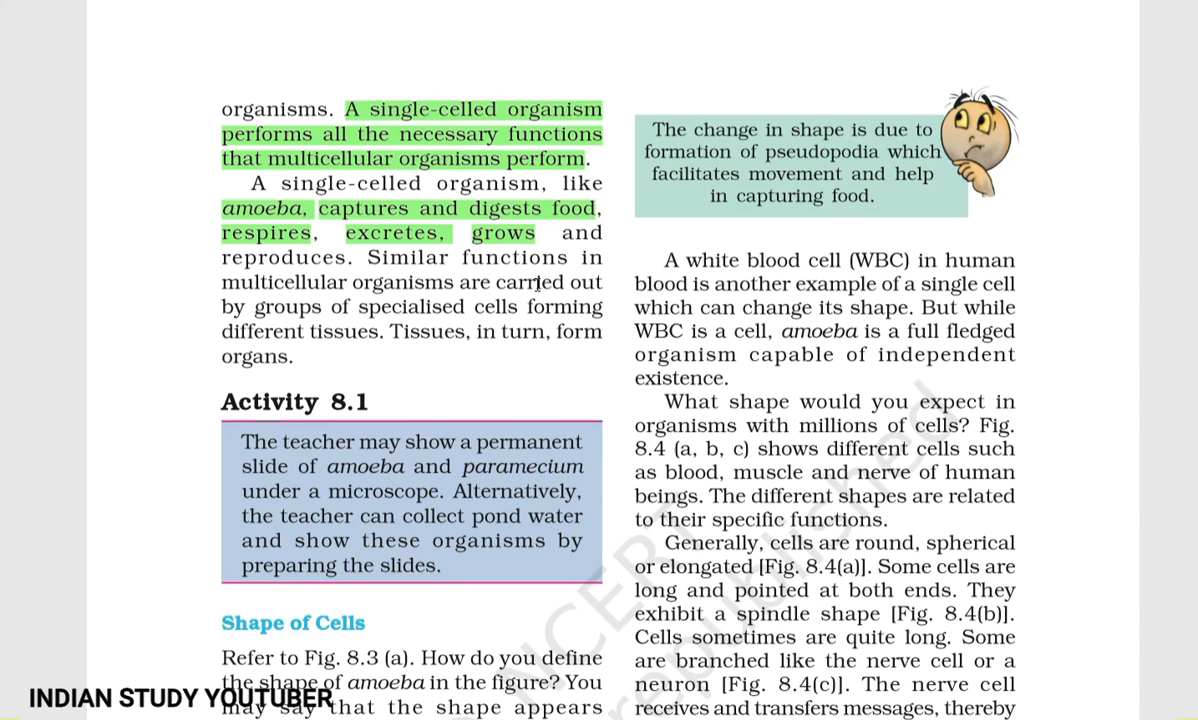 organisms. A single-celled organism
performs all the necessary functions
that multicellular organisms perform.
A single-celled organism, like
amoeba, captures and digests food,
respires, excretes, grows and
reproduces. Similar functions in
multicellular organisms are carried out
by groups of specialised cells forming
different tissues. Tissues, in turn, form
organs.
Activity 8.1
The teacher may show a permanent
slide of amoeba and paramecium
under a microscope. Alternatively,
the teacher can collect pond water
and show these organisms by
preparing the slides.
Shape of Cells
Refer to Fig. 8.3 (a). How do you define
the shape of amoeba in the figure? You
may say that the shape appears
The change in shape is due to
formation of pseudopodia which
facilitates movement and help
in capturing food.
A white blood cell (WBC) in human
blood is another example of a single cell
which can change its shape. But while
WBC is a cell, amoeba is a full fledged
organism capable of independent
existence.
What shape would you expect in
organisms with millions of cells? Fig.
8.4 (a, b, c) shows different cells such
as blood, muscle and nerve of human
beings. The different shapes are related
to their specific functions.
Generally, cells are round, spherical
or elongated [Fig. 8.4(a)]. Some cells are
long and pointed at both ends. They
exhibit a spindle shape [Fig. 8.4(b)].
Cells sometimes are quite long. Some
are branched like the nerve cell or a
neuron [Fig. 8.4(c)]. The nerve cell
receives and transfers messages, thereby
NCERT
republished
INDIAN STUDY YOUTUBER